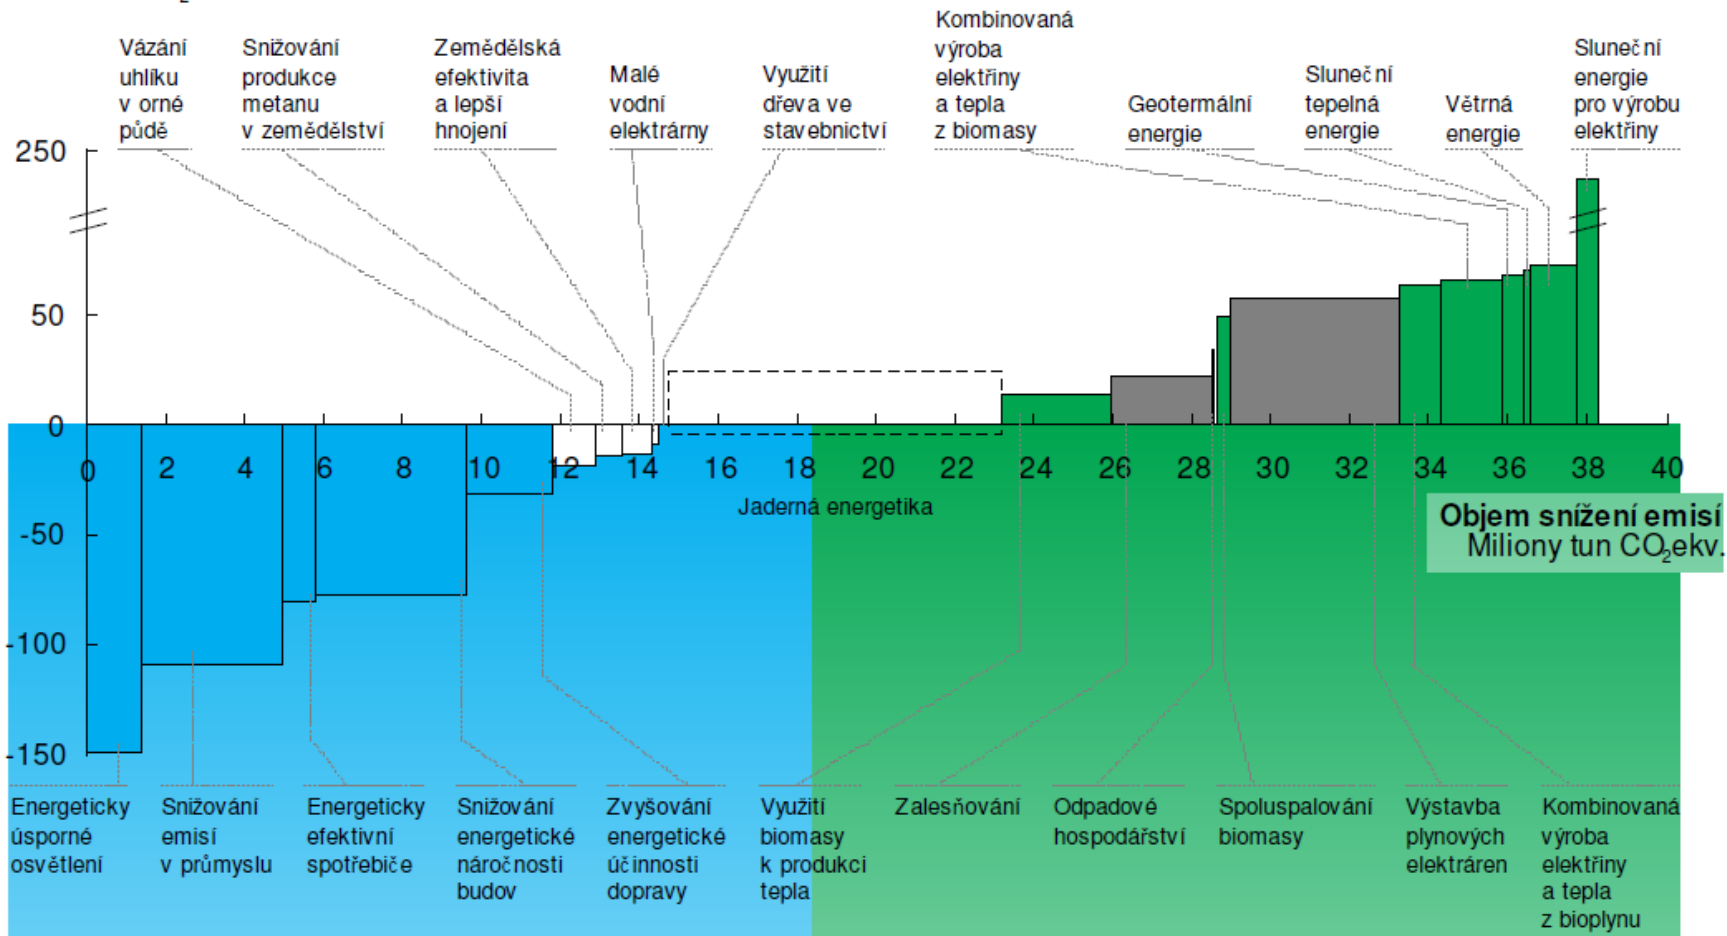 2
Vázání
uhlíku
v orné
půdě
Snižování
produkce
metanu
v zemědělství
Zemědělská
efektivita
a lepší
hnojení
Malé
vodní
elektrárny
Využití
dřeva ve
stavebnictví
Kombinovaná
výroba
elektřiny
a tepla
z biomasy
Geotermální
energie
Sluneční
tepelná
energie
Větrná
energie
Sluneční
energie
pro výrobu
elektřiny
250
50
0
-50
-100
-150
0 2 4 6 8 10 12 14 16 18 20 22 24 26 28 30 32 34 36 38 40
Jaderná energetika
Objem snížení emisí
Miliony tun CO2ekv.
Energeticky
úsporné
osvětlení
Snižování
emisí
v průmyslu
Energeticky
efektivní
spotřebiče
Snižování
energetické
náročnosti
budov
Zvyšování
energetické
účinnosti
dopravy
Využití
biomasy
k produkci
tepla
Zalesňování
Odpadové
hospodářství
Spoluspalování
biomasy
Výstavba
plynových
elektráren
Kombinovaná
výroba
elektřiny
a tepla
z bioplynu